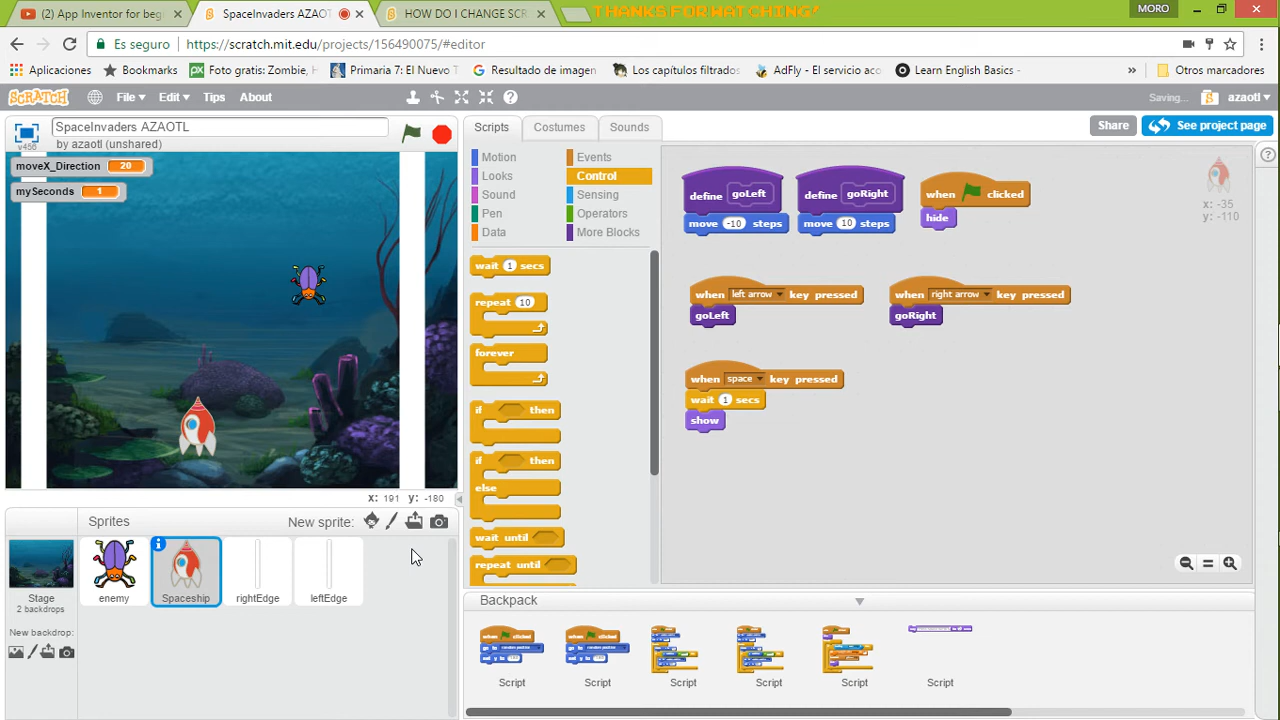 THANKS FOR WATCHING!
(2) App Inventor for begi
SpaceInvaders AZAOT
HOW DO I CHANGE SCR
MORO
Es seguro
https://scratch.mit.edu/projects/156490075/#editor
Aplicaciones
Bookmarks
Foto gratis: Zombie, H
Primaria 7: El Nuevo T
Resultado de imagen
Los capítulos filtrados
AdFly - El servicio aco
Learn English Basics -
Otros marcadores
SCRATCH
File
Edit
Tips
About
Saving...
azaotl
v456
SpaceInvaders AZAOTL
by azaotl (unshared)
Scripts
Costumes
Sounds
Share
See project page
moveX_Direction 20
mySeconds 1
Motion
Looks
Sound
Pen
Data
Events
Control
Sensing
Operators
More Blocks
wait 1 secs
repeat 10
forever
if then
if then
else
wait until
repeat until
define goLeft
move -10 steps
define goRight
move 10 steps
when clicked
hide
x: -35
y: -110
when left arrow key pressed
goLeft
when right arrow key pressed
goRight
when space key pressed
wait 1 secs
show
x: 191 y: -180
Sprites
New sprite:
Stage
2 backdrops
New backdrop:
enemy
Spaceship
rightEdge
leftEdge
Backpack
Script
Script
Script
Script
Script
Script